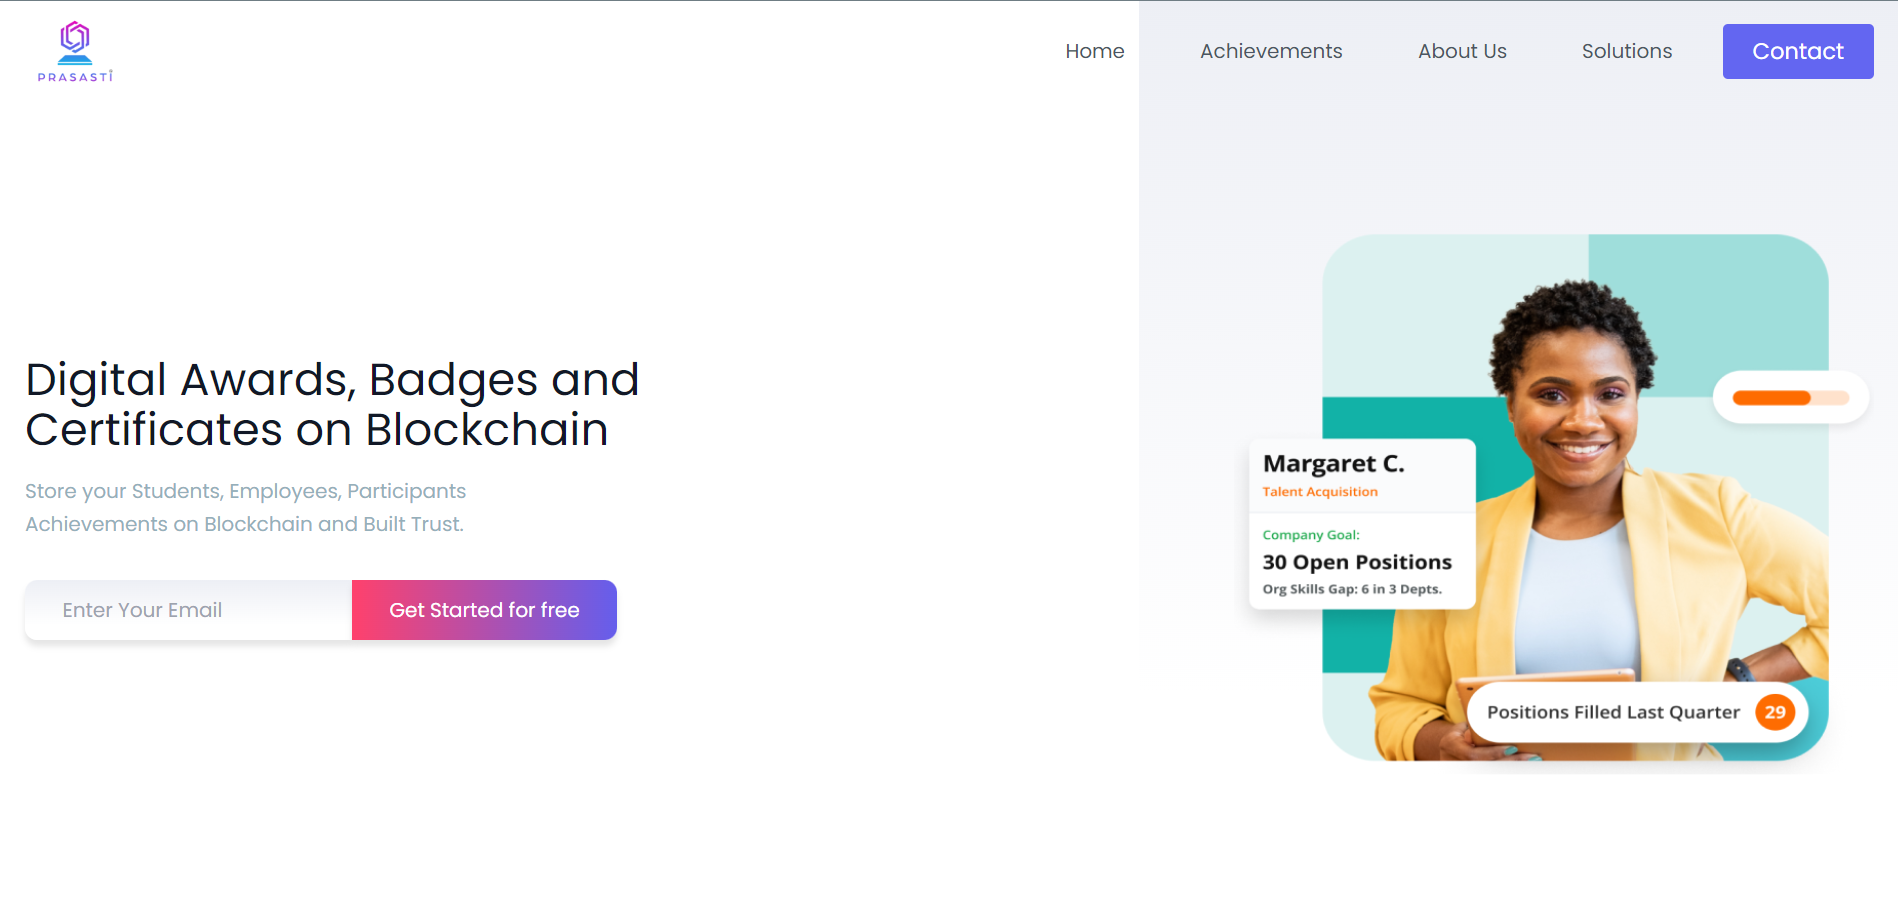 PRASASTI
Home
Achievements
About Us
Solutions
Contact
Digital Awards, Badges and
Certificates on Blockchain
Store your Students, Employees, Participants
Achievements on Blockchain and Built Trust.
Enter Your Email
Get Started for free
Margaret C.
Talent Acquisition
Company Goal:
30 Open Positions
Org Skills Gap: 6 in 3 Depts.
Positions Filled Last Quarter 29